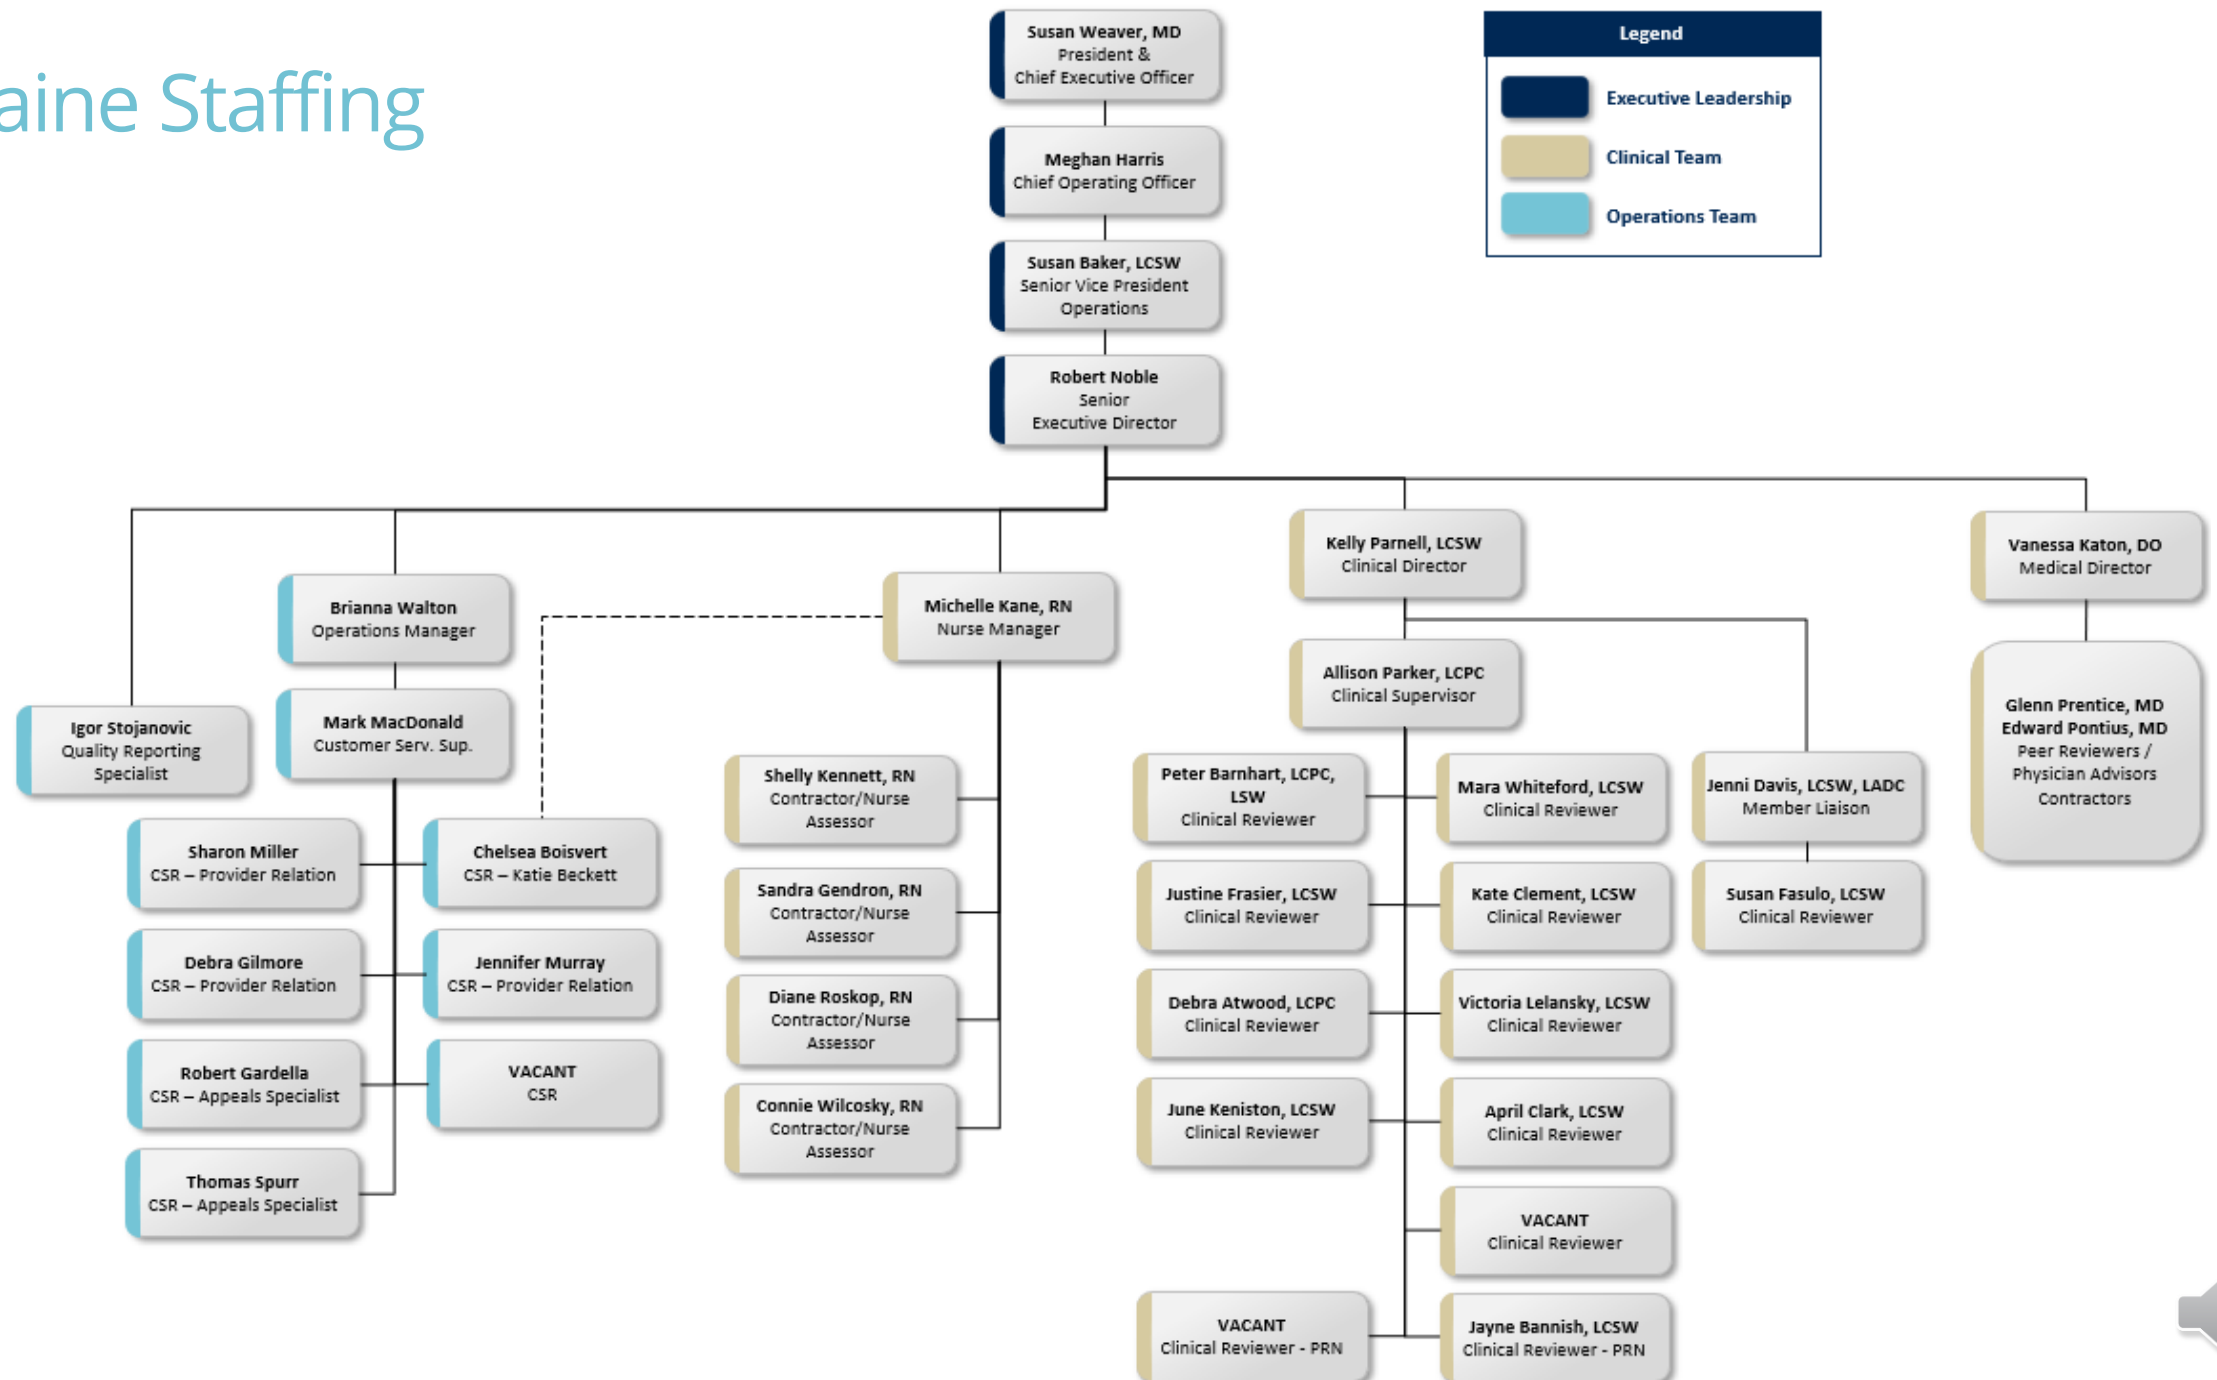 aine Staffing
Susan Weaver, MD
President &
Chief Executive Officer
Legend
Executive Leadership
Clinical Team
Operations Team
Meghan Harris
Chief Operating Officer
Susan Baker, LCSW
Senior Vice President
Operations
Robert Noble
Senior
Executive Director
Igor Stojanovic
Quality Reporting
Specialist
Brianna Walton
Operations Manager
Mark MacDonald
Customer Serv. Sup.
Sharon Miller
CSR – Provider Relation
Chelsea Boisvert
CSR – Katie Beckett
Debra Gilmore
CSR – Provider Relation
Jennifer Murray
CSR – Provider Relation
Robert Gardella
CSR – Appeals Specialist
VACANT
CSR
Thomas Spurr
CSR – Appeals Specialist
Michelle Kane, RN
Nurse Manager
Shelly Kennett, RN
Contractor/Nurse
Assessor
Sandra Gendron, RN
Contractor/Nurse
Assessor
Diane Roskop, RN
Contractor/Nurse
Assessor
Connie Wilcosky, RN
Contractor/Nurse
Assessor
Kelly Parnell, LCSW
Clinical Director
Allison Parker, LCPC
Clinical Supervisor
Peter Barnhart, LCPC,
LSW
Clinical Reviewer
Mara Whiteford, LCSW
Clinical Reviewer
Justine Frasier, LCSW
Clinical Reviewer
Kate Clement, LCSW
Clinical Reviewer
Debra Atwood, LCPC
Clinical Reviewer
Victoria Lelansky, LCSW
Clinical Reviewer
June Keniston, LCSW
Clinical Reviewer
April Clark, LCSW
Clinical Reviewer
VACANT
Clinical Reviewer
VACANT
Clinical Reviewer - PRN
Jayne Bannish, LCSW
Clinical Reviewer - PRN
Jenni Davis, LCSW, LADC
Member Liaison
Susan Fasulo, LCSW
Clinical Reviewer
Vanessa Katon, DO
Medical Director
Glenn Prentice, MD
Edward Pontius, MD
Peer Reviewers /
Physician Advisors
Contractors